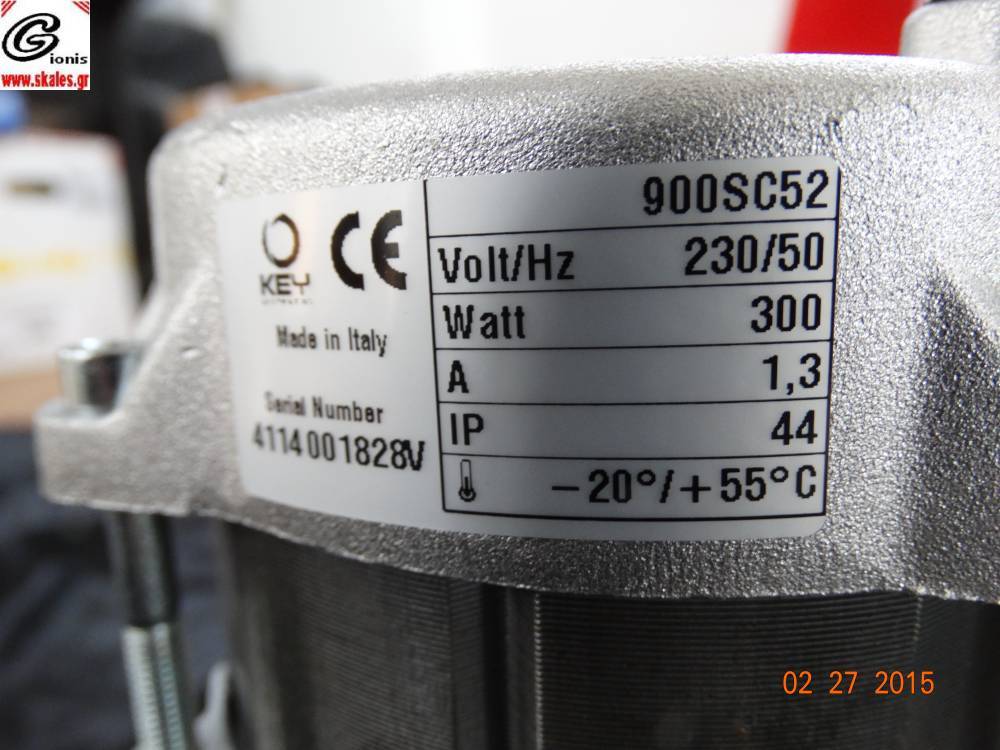 Gionis
www.skales.gr
KEY
CE
Made in Italy
Serial Number
4114001828V
900SC52
Volt/Hz 230/50
Watt 300
A 1,3
IP 44
−20°/+55°C
02 27 2015